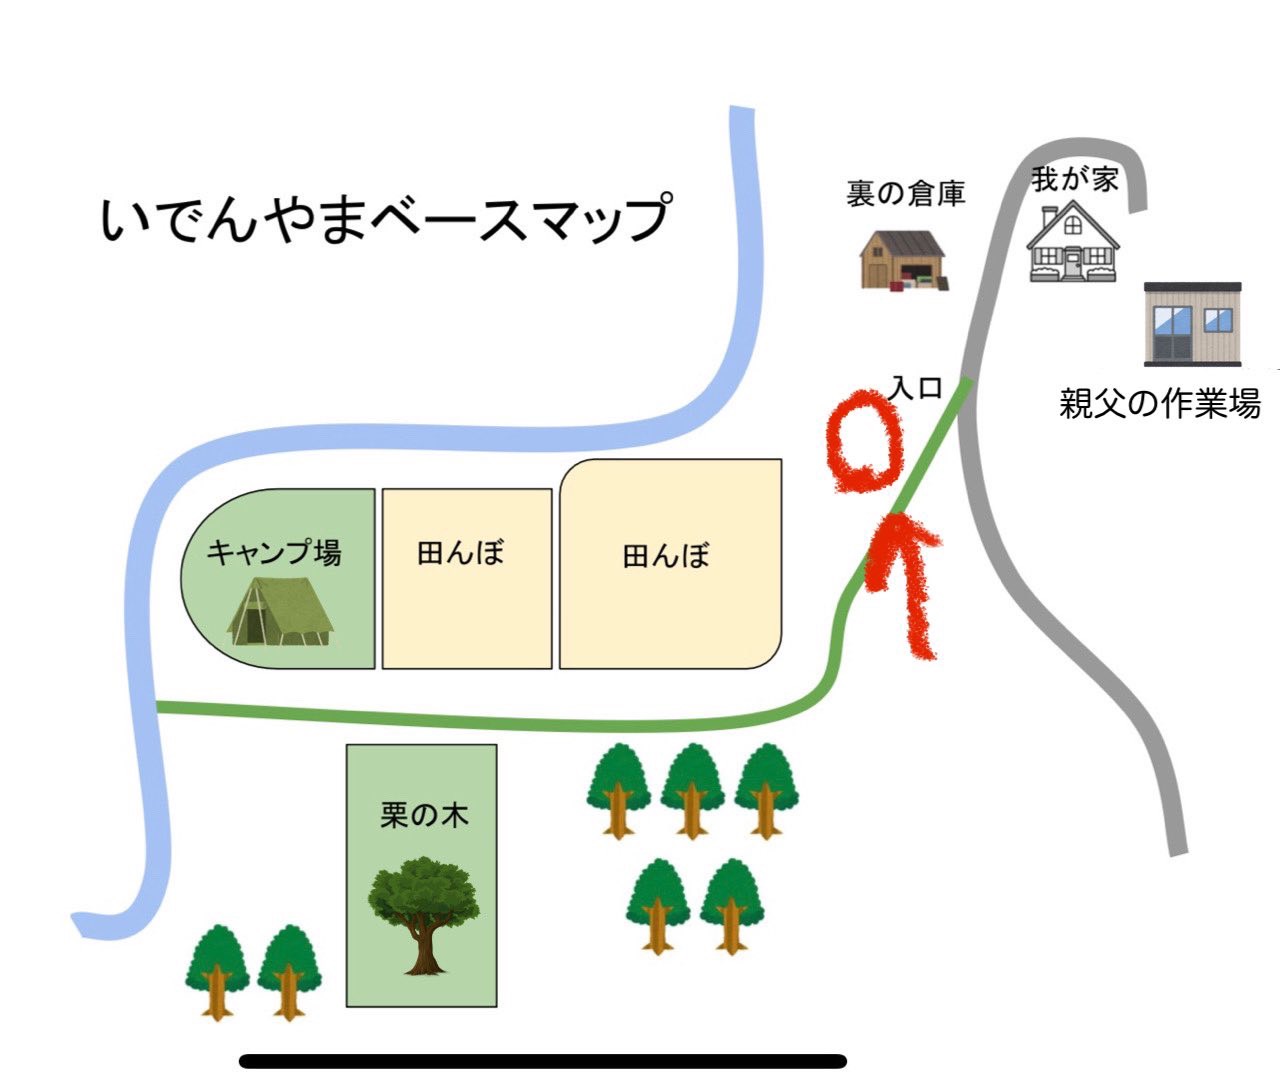 いでんやまベースマップ
裏の倉庫
我が家
親父の作業場
入口
キャンプ場
田んぼ
田んぼ
栗の木